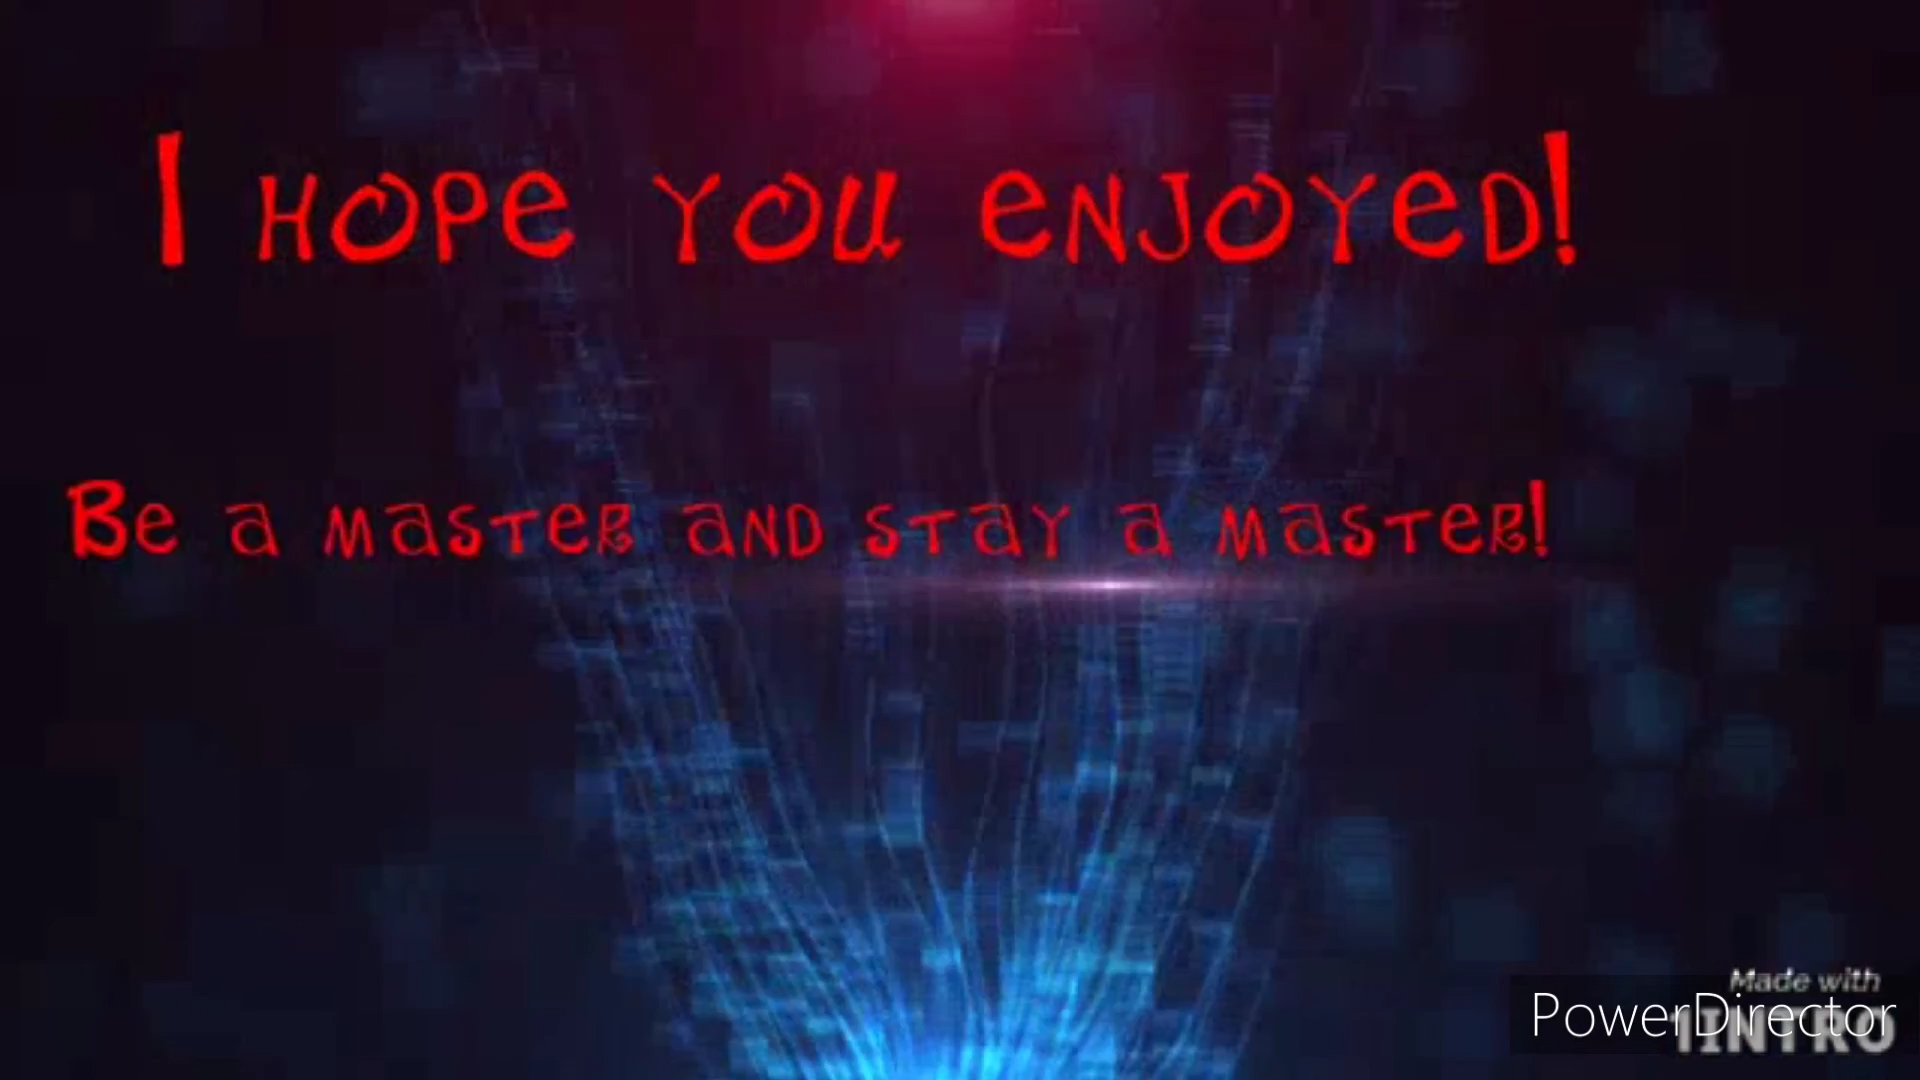 I hope you enjoyed!
Be a master and stay a master!
Made with
PowerDirector